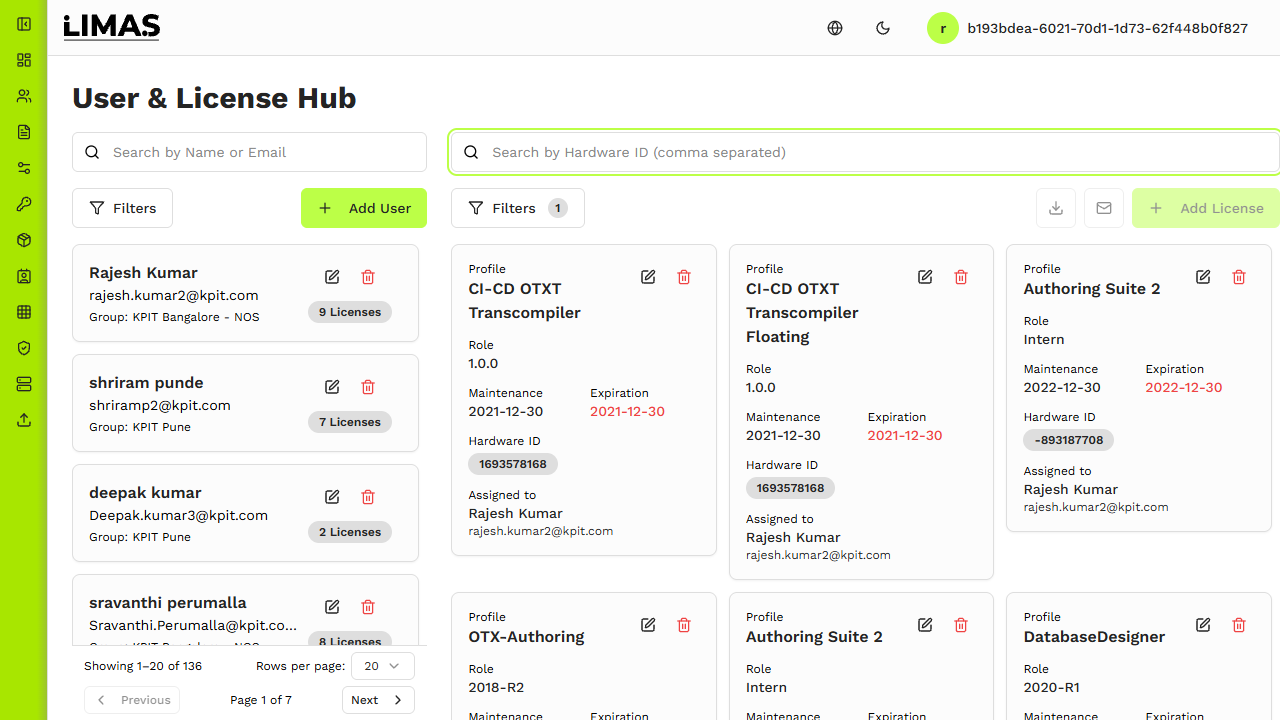 LIMAS
r
b193bdea-6021-70d1-1d73-62f448b0f827
User & License Hub
Search by Name or Email
Search by Hardware ID (comma separated)
Filters
Add User
Filters 1
Add License
Rajesh Kumar
rajesh.kumar2@kpit.com
Group: KPIT Bangalore - NOS
9 Licenses
shriram punde
shriramp2@kpit.com
Group: KPIT Pune
7 Licenses
deepak kumar
Deepak.kumar3@kpit.com
Group: KPIT Pune
2 Licenses
sravanthi perumalla
Sravanthi.Perumalla@kpit.co...
8 Licenses
Showing 1–20 of 136
Rows per page: 20
Previous
Page 1 of 7
Next
Profile
CI-CD OTXT
Transcompiler
Role
1.0.0
Maintenance Expiration
2021-12-30 2021-12-30
Hardware ID
1693578168
Assigned to
Rajesh Kumar
rajesh.kumar2@kpit.com
Profile
CI-CD OTXT
Transcompiler
Floating
Role
1.0.0
Maintenance Expiration
2021-12-30 2021-12-30
Hardware ID
1693578168
Assigned to
Rajesh Kumar
rajesh.kumar2@kpit.com
Profile
Authoring Suite 2
Role
Intern
Maintenance Expiration
2022-12-30 2022-12-30
Hardware ID
-893187708
Assigned to
Rajesh Kumar
rajesh.kumar2@kpit.com
Profile
OTX-Authoring
Role
2018-R2
Maintenance Expiration
Profile
Authoring Suite 2
Role
Intern
Maintenance Expiration
Profile
DatabaseDesigner
Role
2020-R1
Maintenance Expiration